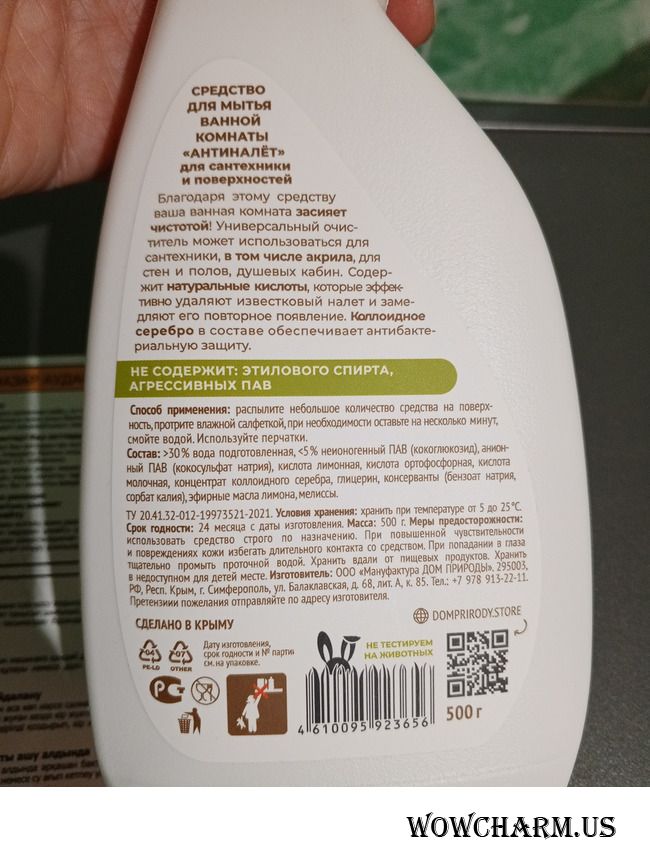 СРЕДСТВО
ДЛЯ МЫТЬЯ
ВАННОЙ
КОМНАТЫ
«АНТИНАЛЁТ»
для сантехники
и поверхностей
Благодаря этому средству
ваша ванная комната засияет
чистотой! Универсальный очис-
титель может использоваться для
сантехники, в том числе акрила, для
стен и полов, душевых кабин. Содер-
жит натуральные кислоты, которые эффек-
тивно удаляют известковый налет и заме-
дляют его повторное появление. Коллоидное
серебро в составе обеспечивает антибакте-
риальную защиту.
НЕ СОДЕРЖИТ: ЭТИЛОВОГО СПИРТА,
АГРЕССИВНЫХ ПАВ
Способ применения: распылите небольшое количество средства на поверх-
ность, протрите влажной салфеткой, при необходимости оставьте на несколько минут,
смойте водой. Используйте перчатки.
Состав: >30% вода подготовленная, <5% неионогенный ПАВ (кокоглюкозид), анион-
ный ПАВ (кокосульфат натрия), кислота лимонная, кислота ортофосфорная, кислота
молочная, концентрат коллоидного серебра, глицерин, консерванты (бензоат натрия,
сорбат калия), эфирные масла лимона, мелиссы.
ТУ 20.41.32-012-19973521-2021. Условия хранения: хранить при температуре от 5 до 25°С.
Срок годности: 24 месяца с даты изготовления. Масса: 500 г. Меры предосторожности:
использовать средство строго по назначению. При повышенной чувствительности
и повреждениях кожи избегать длительного контакта со средством. При попадании в глаза
тщательно промыть проточной водой. Хранить вдали от пищевых продуктов. Хранить
в недоступном для детей месте. Изготовитель: ООО «Мануфактура ДОМ ПРИРОДЫ». 295003,
РФ, Респ. Крым, г. Симферополь, ул. Балаклавская, д. 68, лит. А, к. 85. Тел.: +7 978 913-22-11.
Претензии и пожелания отправляйте по адресу изготовителя.
DOMPRIRODY.STORE
СДЕЛАНО В КРЫМУ
04
PE-LD
07
OTHER
Дату изготовления,
срок годности и № партии
см. на упаковке.
НЕ ТЕСТИРУЕМ
НА ЖИВОТНЫХ
4 610095 923656
500 г
WOWCHARM.US